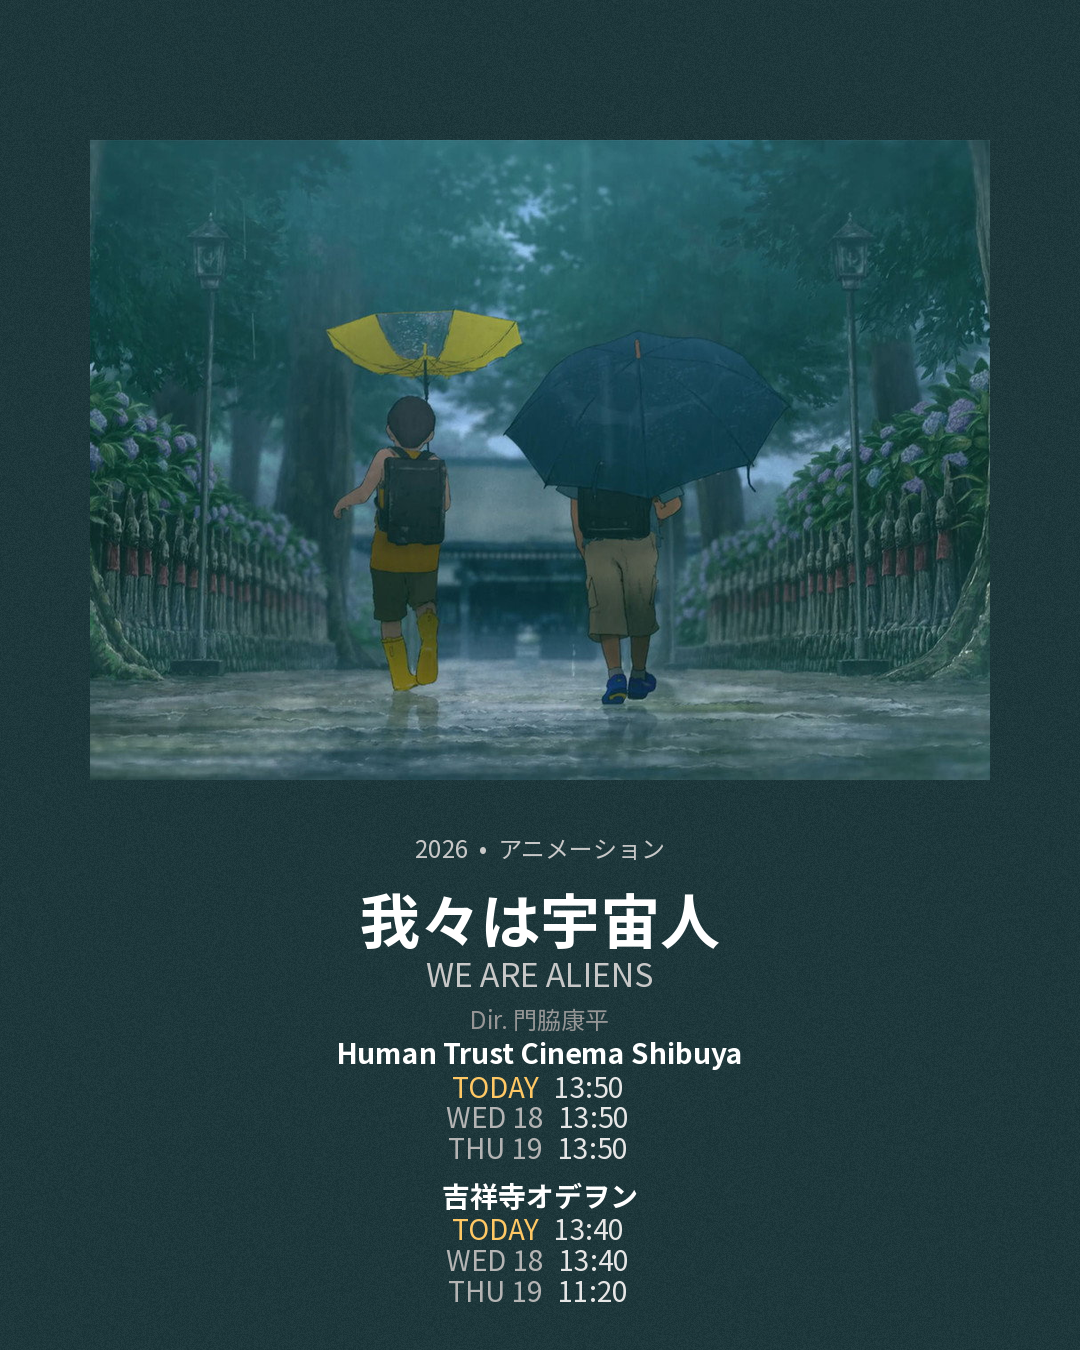 2026 • アニメーション
我々は宇宙人
WE ARE ALIENS
Dir. 門脇康平
Human Trust Cinema Shibuya
TODAY 13:50
WED 18 13:50
THU 19 13:50
吉祥寺オデヲン
TODAY 13:40
WED 18 13:40
THU 19 11:20